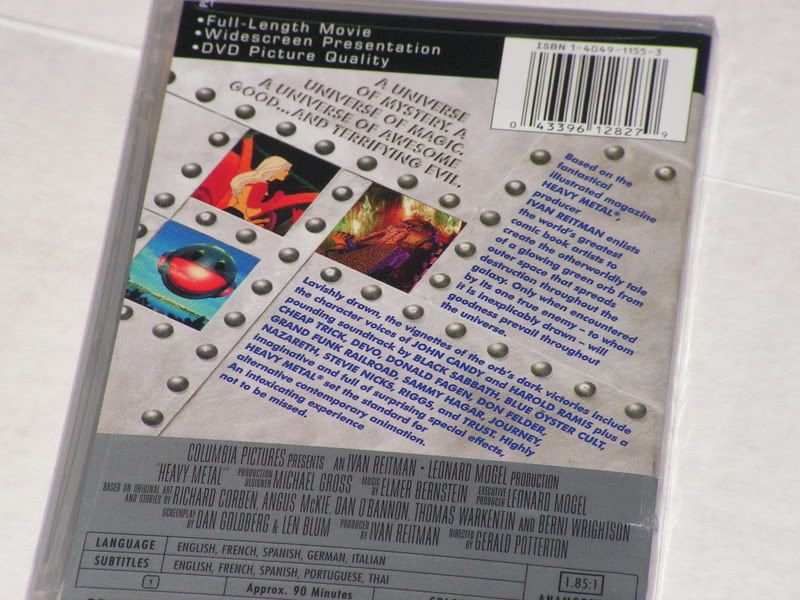 •Full-Length Movie
•Widescreen Presentation
•DVD Picture Quality
ISBN 1-4049-1155-3
0 43396 12827 9
A UNIVERSE
OF MYSTERY. A
UNIVERSE OF MAGIC.
A UNIVERSE OF AWESOME
GOOD...AND TERRIFYING EVIL.
Based on the
fantastical
illustrated magazine
HEAVY METAL®,
producer
IVAN REITMAN enlists
the world's greatest
comic book artists to
create the otherworldly tale
of a glowing green orb from
outer space that spreads
destruction throughout the
galaxy. Only when encountered
by its one true enemy – to whom
it is inexplicably drawn – will
goodness prevail throughout
the universe.
Lavishly drawn, the vignettes of the orb's dark victories include
the character voices of JOHN CANDY and HAROLD RAMIS plus a
pounding soundtrack by BLACK SABBATH, BLUE ÖYSTER CULT,
CHEAP TRICK, DEVO, DONALD FAGEN, DON FELDER,
GRAND FUNK RAILROAD, SAMMY HAGAR, JOURNEY,
NAZARETH, STEVIE NICKS, RIGGS, and TRUST. Highly
imaginative and full of surprising special effects,
HEAVY METAL® set the standard for
alternative contemporary animation.
An intoxicating experience
not to be missed.
COLUMBIA PICTURES PRESENTS AN IVAN REITMAN • LEONARD MOGEL PRODUCTION
"HEAVY METAL" PRODUCTION DESIGNER MICHAEL GROSS MUSIC BY ELMER BERNSTEIN EXECUTIVE PRODUCER LEONARD MOGEL
BASED ON ORIGINAL ART AND STORIES BY RICHARD CORBEN, ANGUS McKIE, DAN O'BANNON, THOMAS WARKENTIN AND BERNI WRIGHTSON
SCREENPLAY BY DAN GOLDBERG & LEN BLUM PRODUCED BY IVAN REITMAN DIRECTED BY GERALD POTTERTON
LANGUAGE ENGLISH, FRENCH, SPANISH, GERMAN, ITALIAN
SUBTITLES ENGLISH, FRENCH, SPANISH, PORTUGUESE, THAI
1 Approx. 90 Minutes 1.85:1